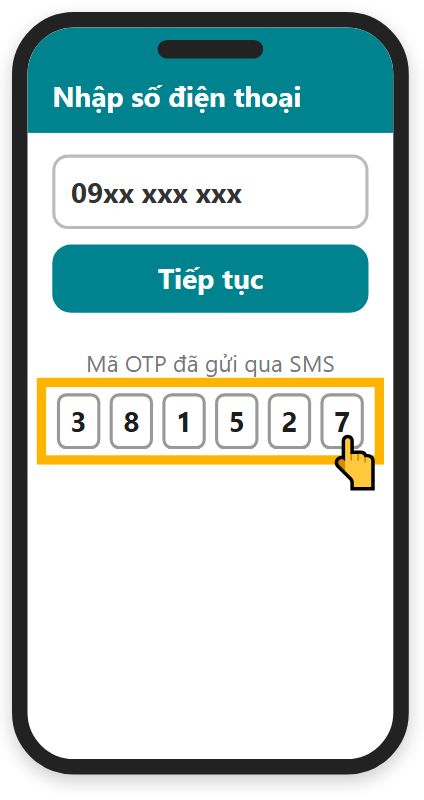 Nhập số điện thoại
09xx xxx xxx
Tiếp tục
Mã OTP đã gửi qua SMS
3 8 1 5 2 7